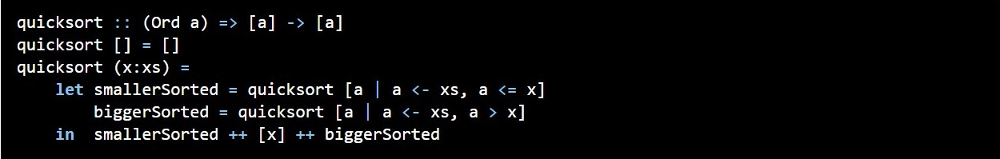 quicksort :: (Ord a) => [a] -> [a]
quicksort [] = []
quicksort (x:xs) =
    let smallerSorted = quicksort [a | a <- xs, a <= x]
        biggerSorted = quicksort [a | a <- xs, a > x]
    in  smallerSorted ++ [x] ++ biggerSorted